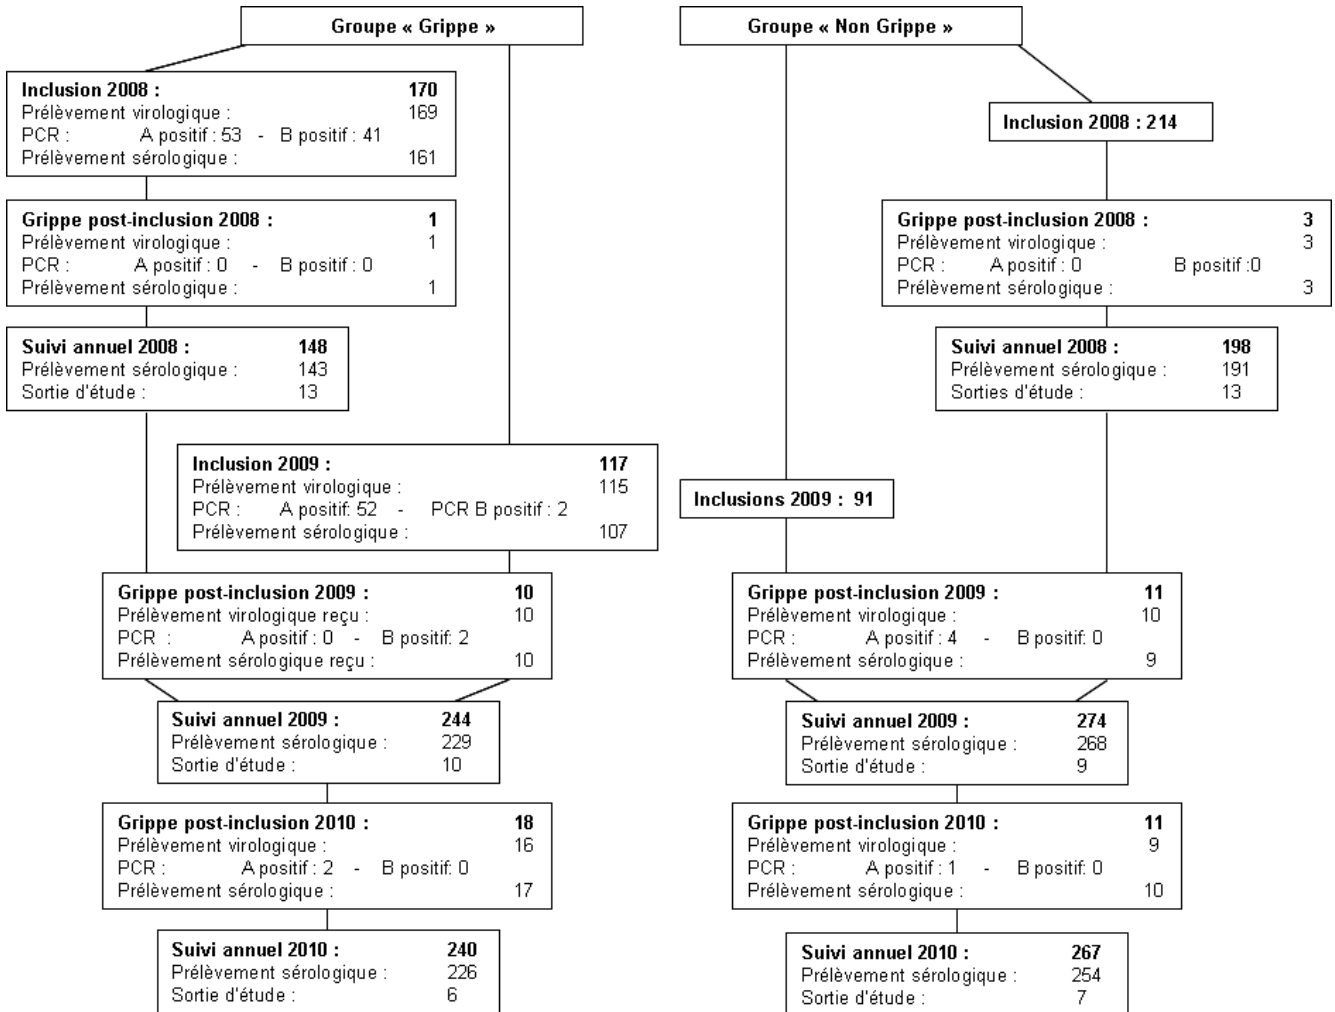 Groupe « Grippe »
Groupe « Non Grippe »
Inclusion 2008 : 170
Prélèvement virologique : 169
PCR : A positif : 53 - B positif : 41
Prélèvement sérologique : 161
Inclusion 2008 : 214
Grippe post-inclusion 2008 : 1
Prélèvement virologique : 1
PCR : A positif : 0 - B positif : 0
Prélèvement sérologique : 1
Grippe post-inclusion 2008 : 3
Prélèvement virologique : 3
PCR : A positif : 0 B positif :0
Prélèvement sérologique : 3
Suivi annuel 2008 : 148
Prélèvement sérologique : 143
Sortie d'étude : 13
Suivi annuel 2008 : 198
Prélèvement sérologique : 191
Sorties d'étude : 13
Inclusion 2009 : 117
Prélèvement virologique : 115
PCR : A positif: 52 - PCR B positif : 2
Prélèvement sérologique : 107
Inclusions 2009 : 91
Grippe post-inclusion 2009 : 10
Prélèvement virologique reçu : 10
PCR : A positif : 0 - B positif: 2
Prélèvement sérologique reçu : 10
Grippe post-inclusion 2009 : 11
Prélèvement virologique : 10
PCR : A positif : 4 - B positif: 0
Prélèvement sérologique : 9
Suivi annuel 2009 : 244
Prélèvement sérologique : 229
Sortie d'étude : 10
Suivi annuel 2009 : 274
Prélèvement sérologique : 268
Sortie d'étude : 9
Grippe post-inclusion 2010 : 18
Prélèvement virologique : 16
PCR : A positif : 2 - B positif: 0
Prélèvement sérologique : 17
Grippe post-inclusion 2010 : 11
Prélèvement virologique : 9
PCR : A positif : 1 - B positif: 0
Prélèvement sérologique : 10
Suivi annuel 2010 : 240
Prélèvement sérologique : 226
Sortie d'étude : 6
Suivi annuel 2010 : 267
Prélèvement sérologique : 254
Sortie d'étude : 7